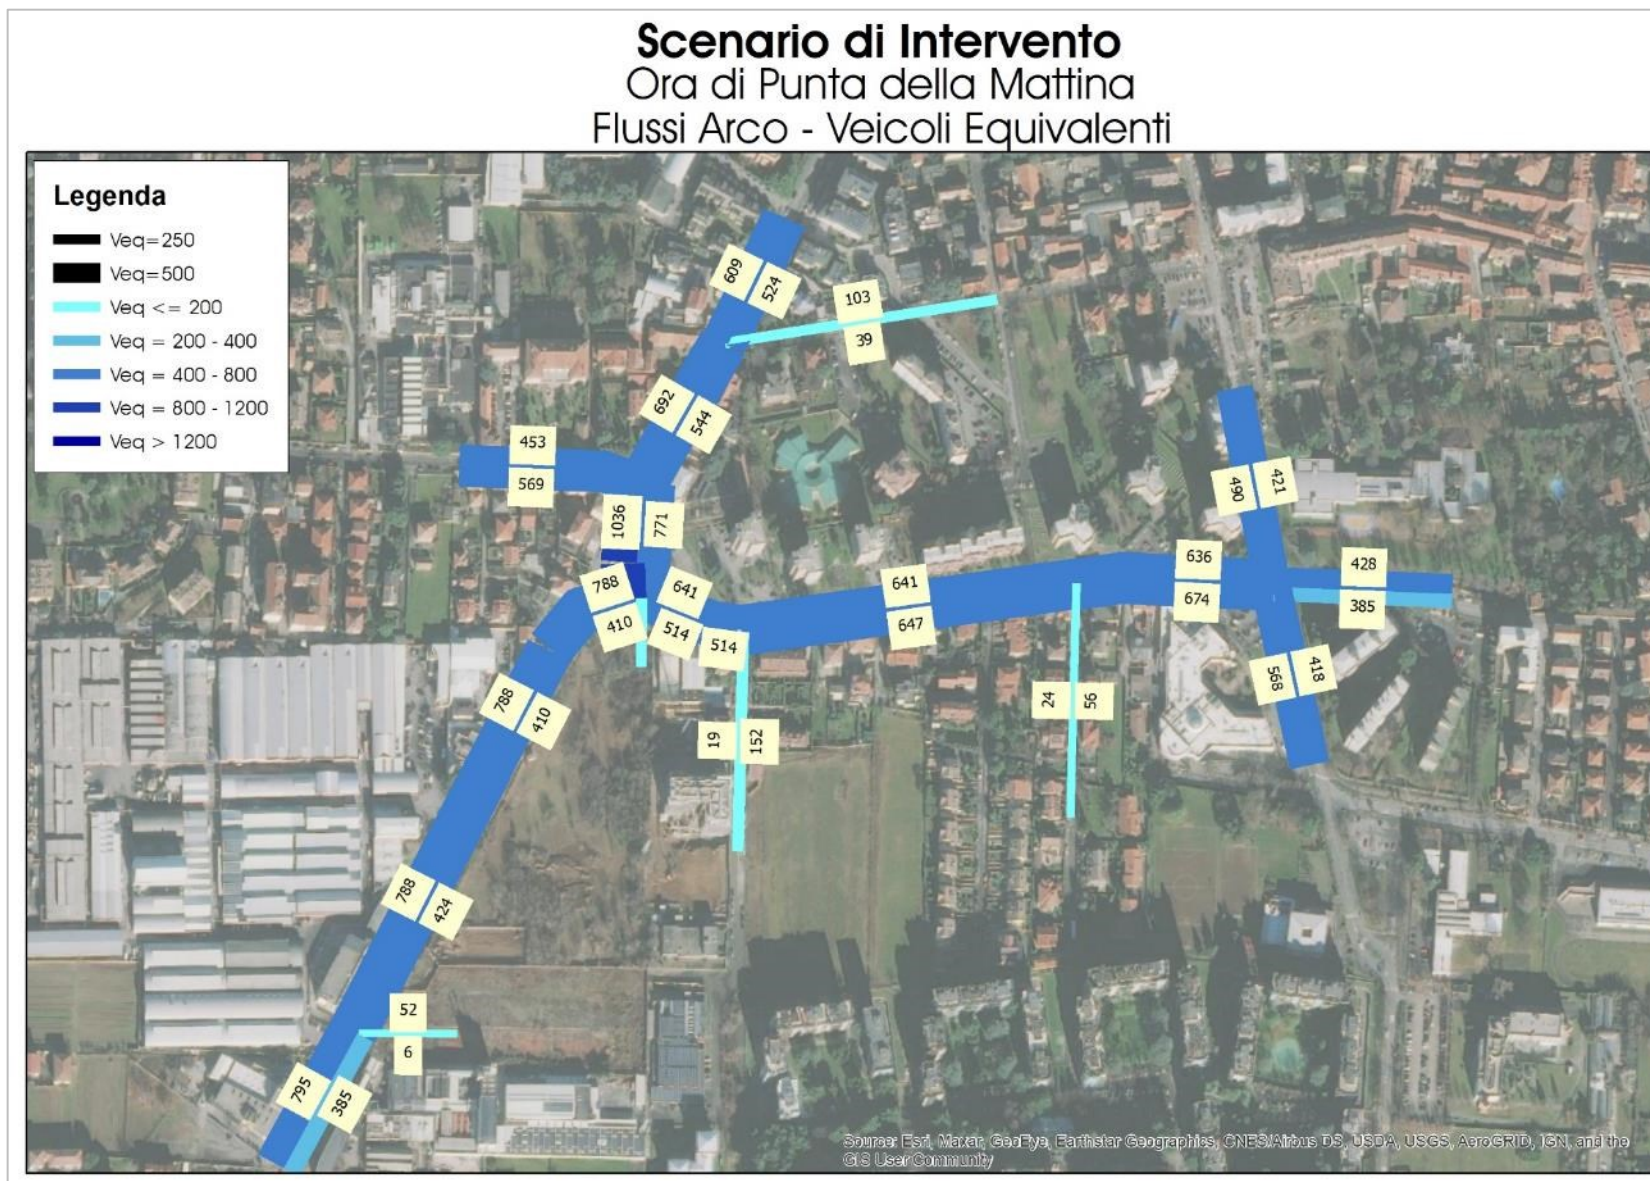 Scenario di Intervento
Ora di Punta della Mattina
Flussi Arco - Veicoli Equivalenti
Legenda
Veq=250
Veq=500
Veq <= 200
Veq = 200 - 400
Veq = 400 - 800
Veq = 800 - 1200
Veq > 1200
609
524
103
39
692
544
453
569
1036
771
490
421
788
410
641
514
514
641
647
636
674
428
385
568
418
788
410
19
152
24
56
788
424
52
6
795
385
Source: Esri, Maxar, GeoEye, Earthstar Geographics, CNES/Airbus DS, USDA, USGS, AeroGRID, IGN, and the
GIS User Community